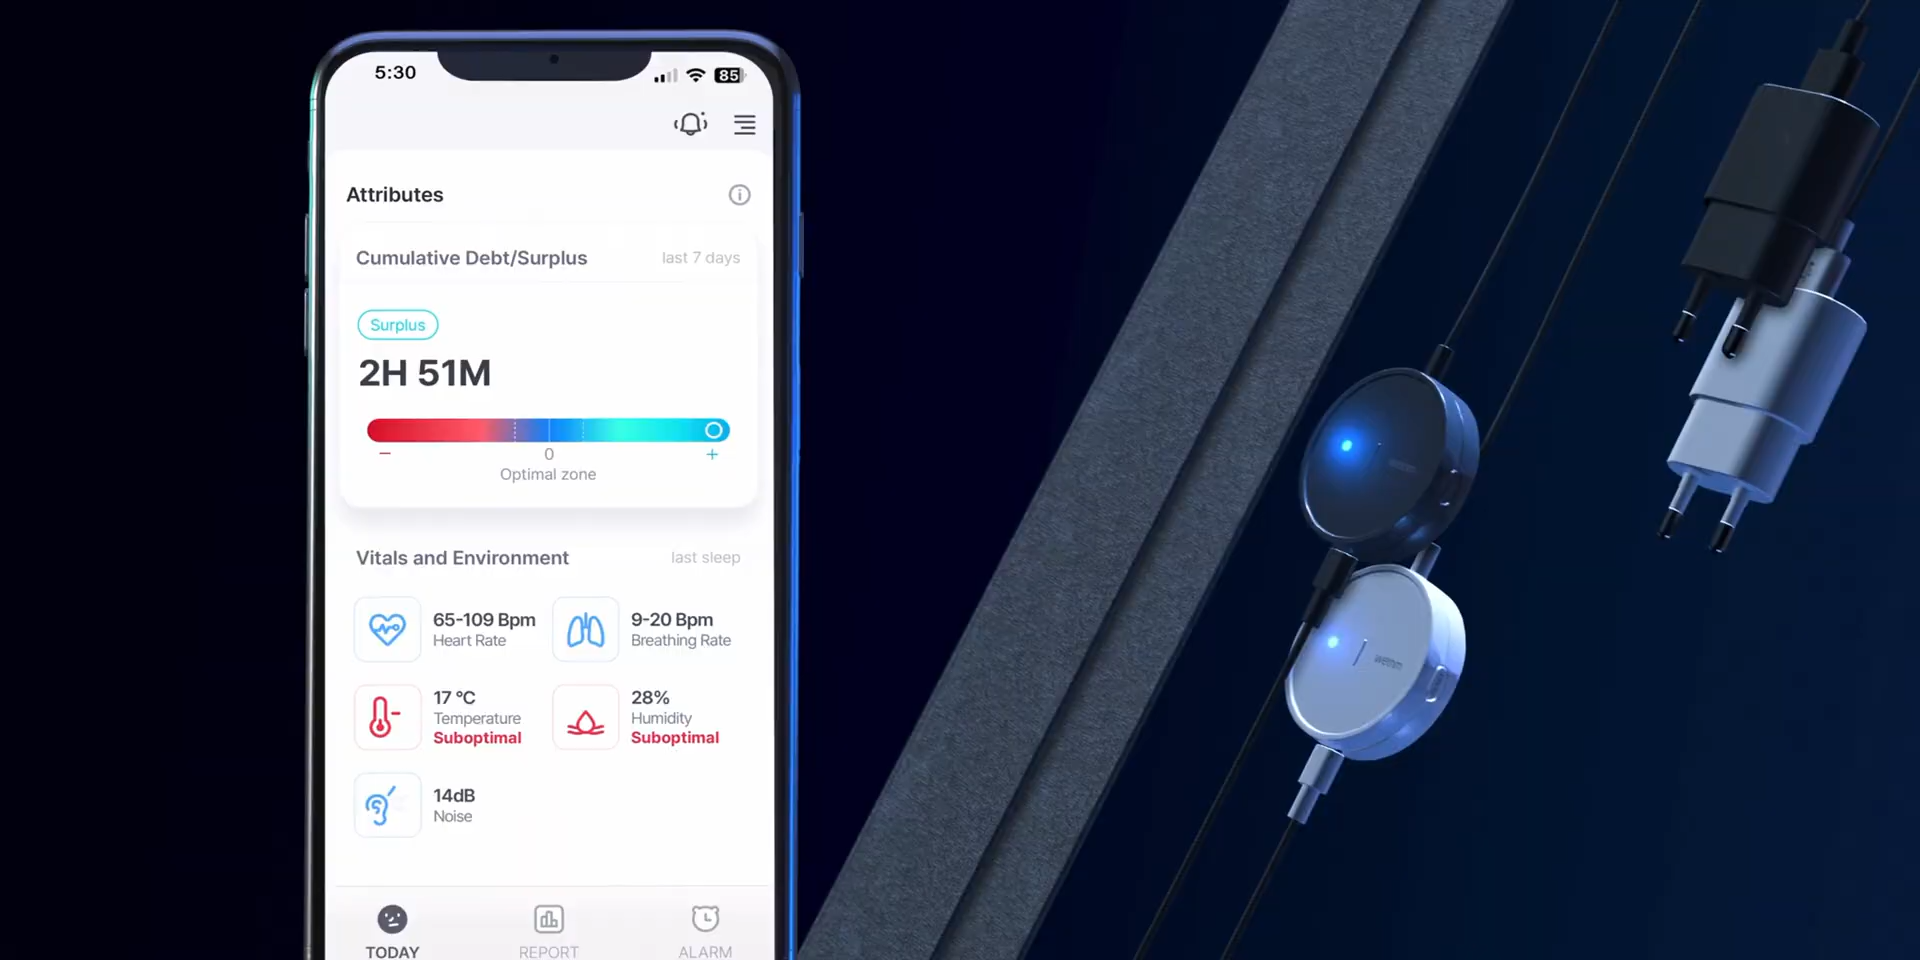 5:30
85
Attributes
Cumulative Debt/Surplus
last 7 days
Surplus
2H 51M
−
0
+
Optimal zone
Vitals and Environment
last sleep
65-109 Bpm
Heart Rate
9-20 Bpm
Breathing Rate
17 °C
Temperature
Suboptimal
28%
Humidity
Suboptimal
14dB
Noise
TODAY
REPORT
ALARM